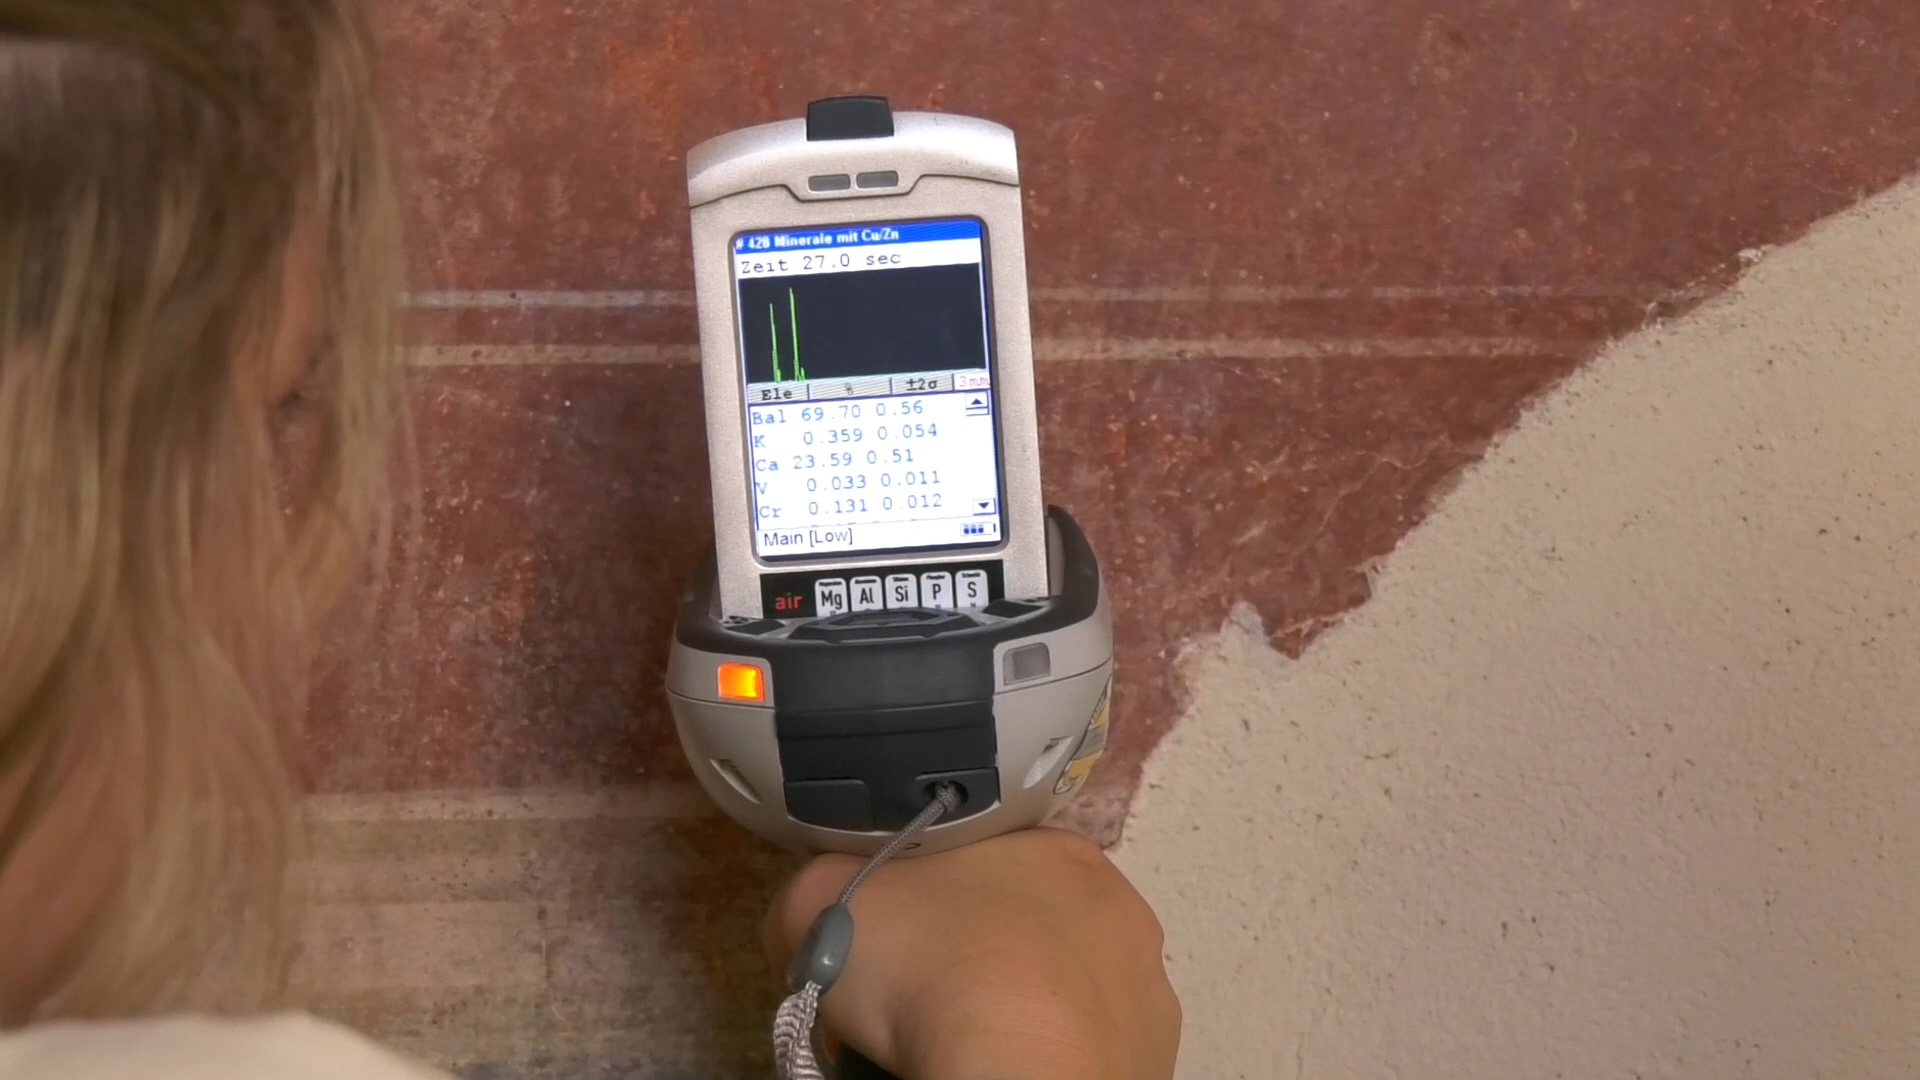 # 428 Minerale mit Cu/Zn
Zeit 27.0 sec
Ele % ±2σ 3mm
Bal 69.70 0.56
K 0.359 0.054
Ca 23.59 0.51
V 0.033 0.011
Cr 0.131 0.012
Main [Low]
air Mg Al Si P S